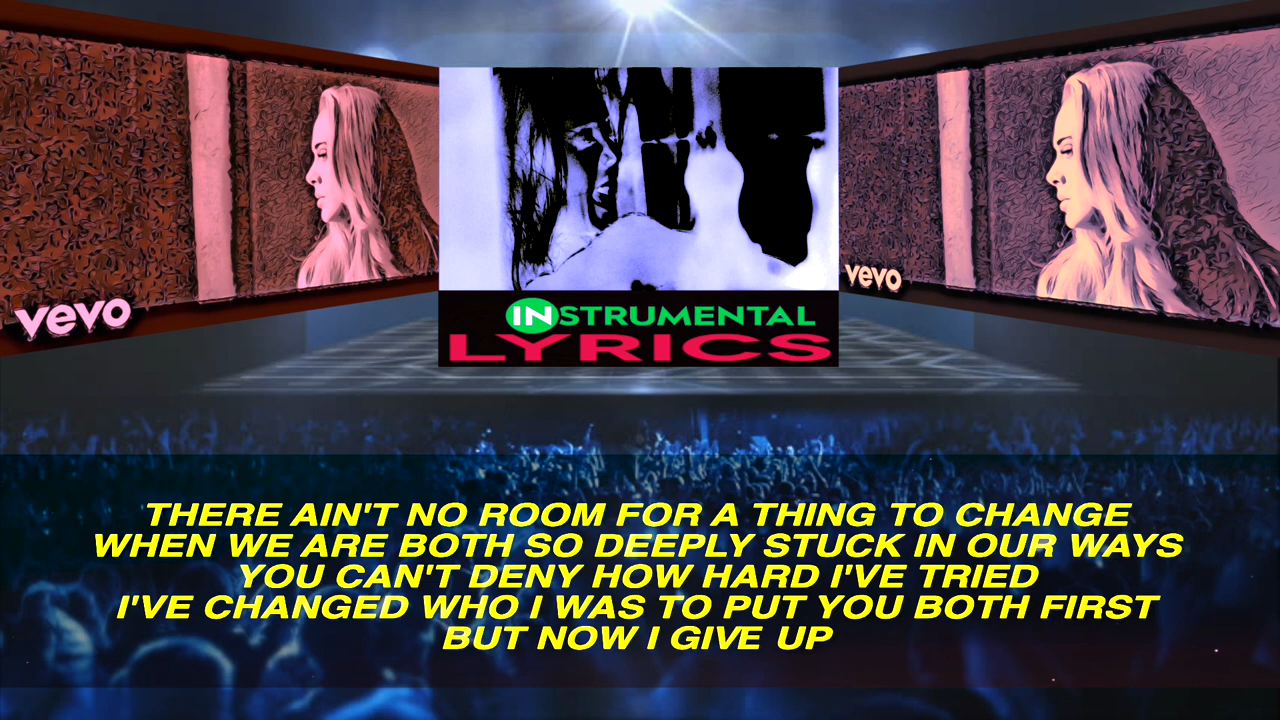 vevo
vevo
INSTRUMENTAL
LYRICS
THERE AIN'T NO ROOM FOR A THING TO CHANGE
WHEN WE ARE BOTH SO DEEPLY STUCK IN OUR WAYS
YOU CAN'T DENY HOW HARD I'VE TRIED
I'VE CHANGED WHO I WAS TO PUT YOU BOTH FIRST
BUT NOW I GIVE UP